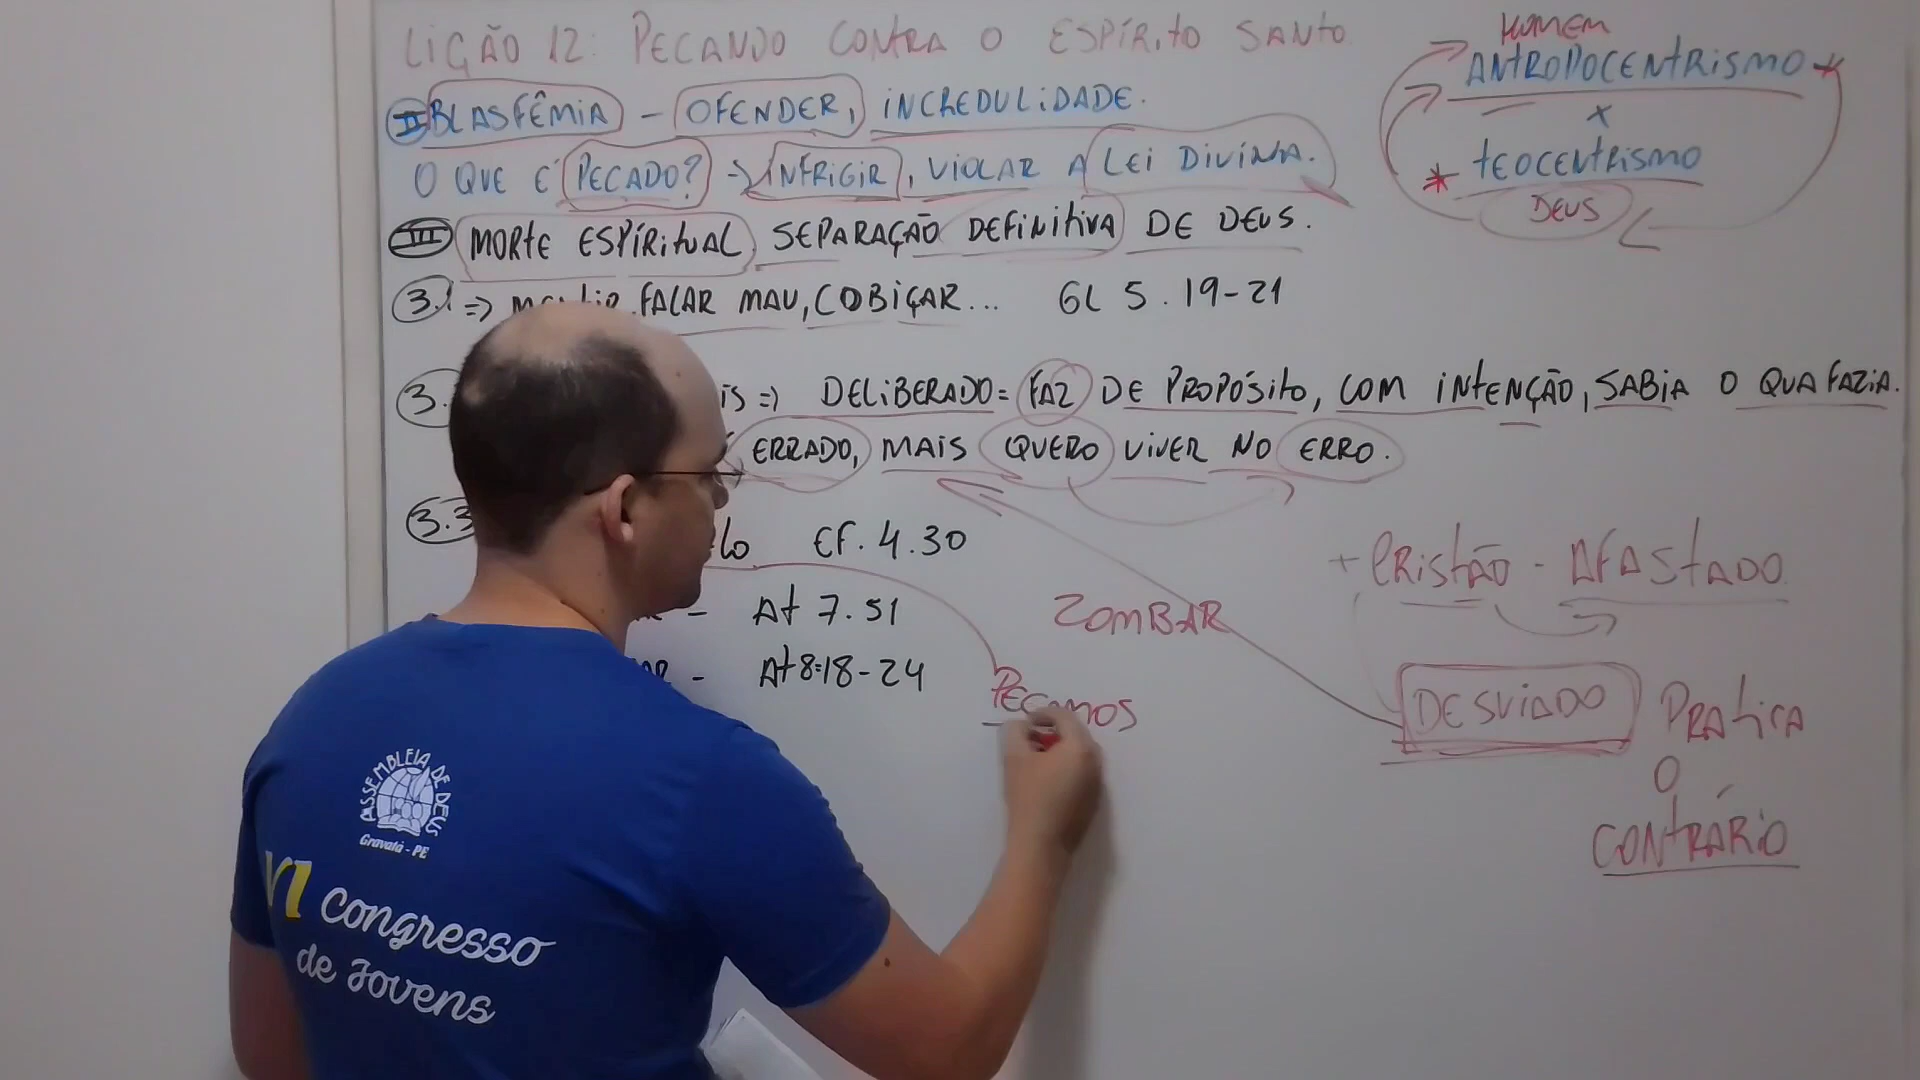 LIÇÃO 12: PECANDO CONTRA O ESPÍRITO SANTO
II BLASFÊMIA - OFENDER, INCREDULIDADE.
O QUE É PECADO? -> INFRIGIR, VIOLAR A LEI DIVINA.
III MORTE ESPÍRITUAL, SEPARAÇÃO DEFINITIVA DE DEUS.
3.1 => FALAR MAU, COBIÇAR... GL 5.19-21
3. IS => DELIBERADO = FAZ DE PROPÓSITO, COM INTENÇÃO, SABIA O QUA FAZIA.
ERRADO, MAIS QUERO VIVER NO ERRO.
3.3 lo EF. 4.30
- At 7.51
- At 8:18-24
HOMEM
ANTROPOCENTRISMO
X
* TEOCENTRISMO
DEUS
+ CRISTÃO - AFASTADO
ZOMBAR
PECAMOS
DESVIADO PRATICA
O
CONTRÁRIO
ASSEMBLEIA DE DEUS
Gravatá - PE
VI Congresso
de Jovens